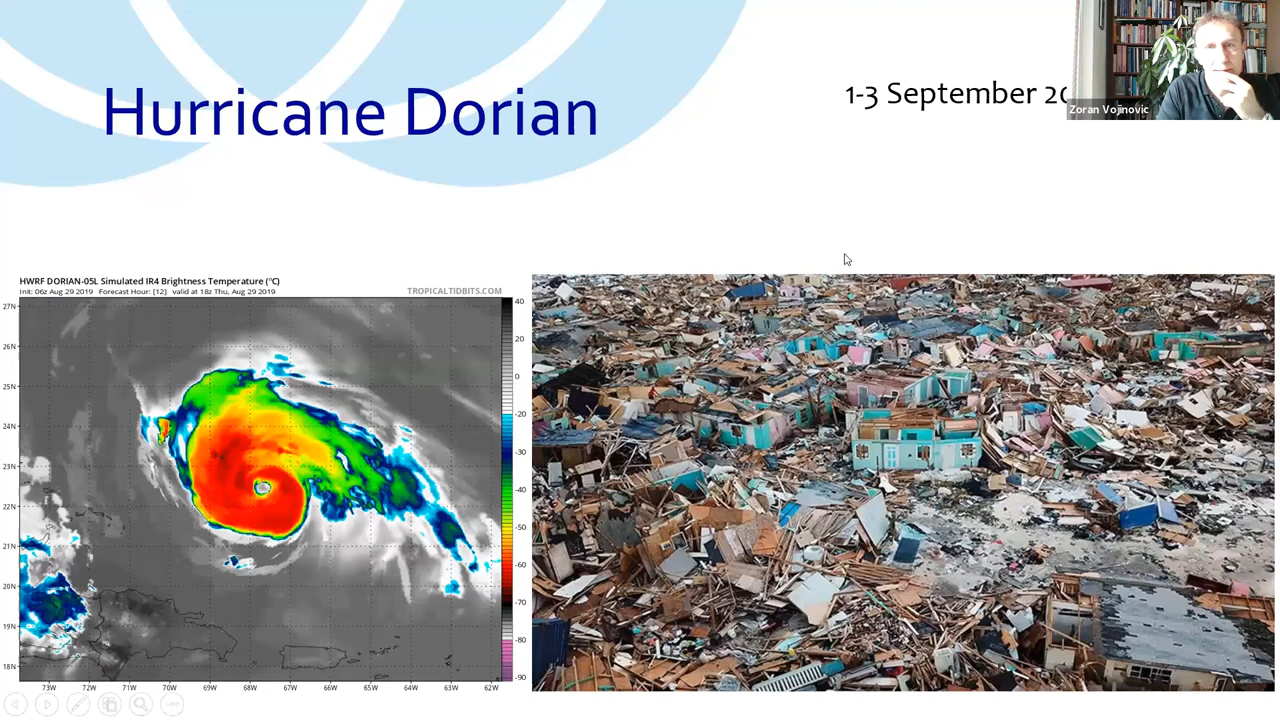 Hurricane Dorian
1-3 September 20
Zoran Vojinovic
HWRF DORIAN-05L Simulated IR4 Brightness Temperature (°C)
Init: 06z Aug 29 2019 Forecast Hour: [12] valid at 18z Thu, Aug 29 2019
TROPICALTIDBITS.COM
27N
26N
25N
24N
23N
22N
21N
20N
19N
18N
40
20
0
-20
-30
-40
-50
-60
-70
-80
-90
73W 72W 71W 70W 69W 68W 67W 66W 65W 64W 63W 62W